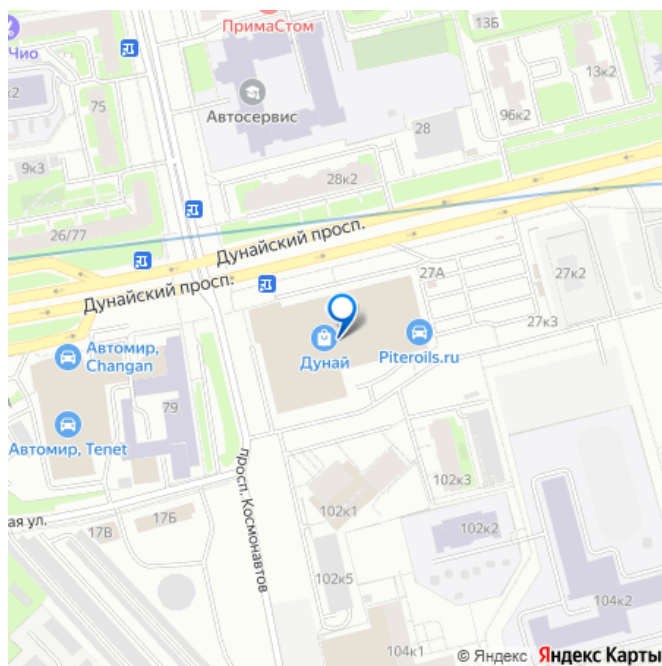 ПримаСтом
13Б
Чио
к2
75
Автосервис
28
96к2
13к2
9к3
28к2
26/77
Дунайский просп.
Дунайский просп.
27А
27к2
27к3
Автомир,
Changan
Дунай
Piteroils.ru
79
Автомир, Tenet
просп. Космонавтов
ая ул.
17В
17Б
102к1
102к3
102к2
102к5
104к2
104к1
© Яндекс Яндекс Карты